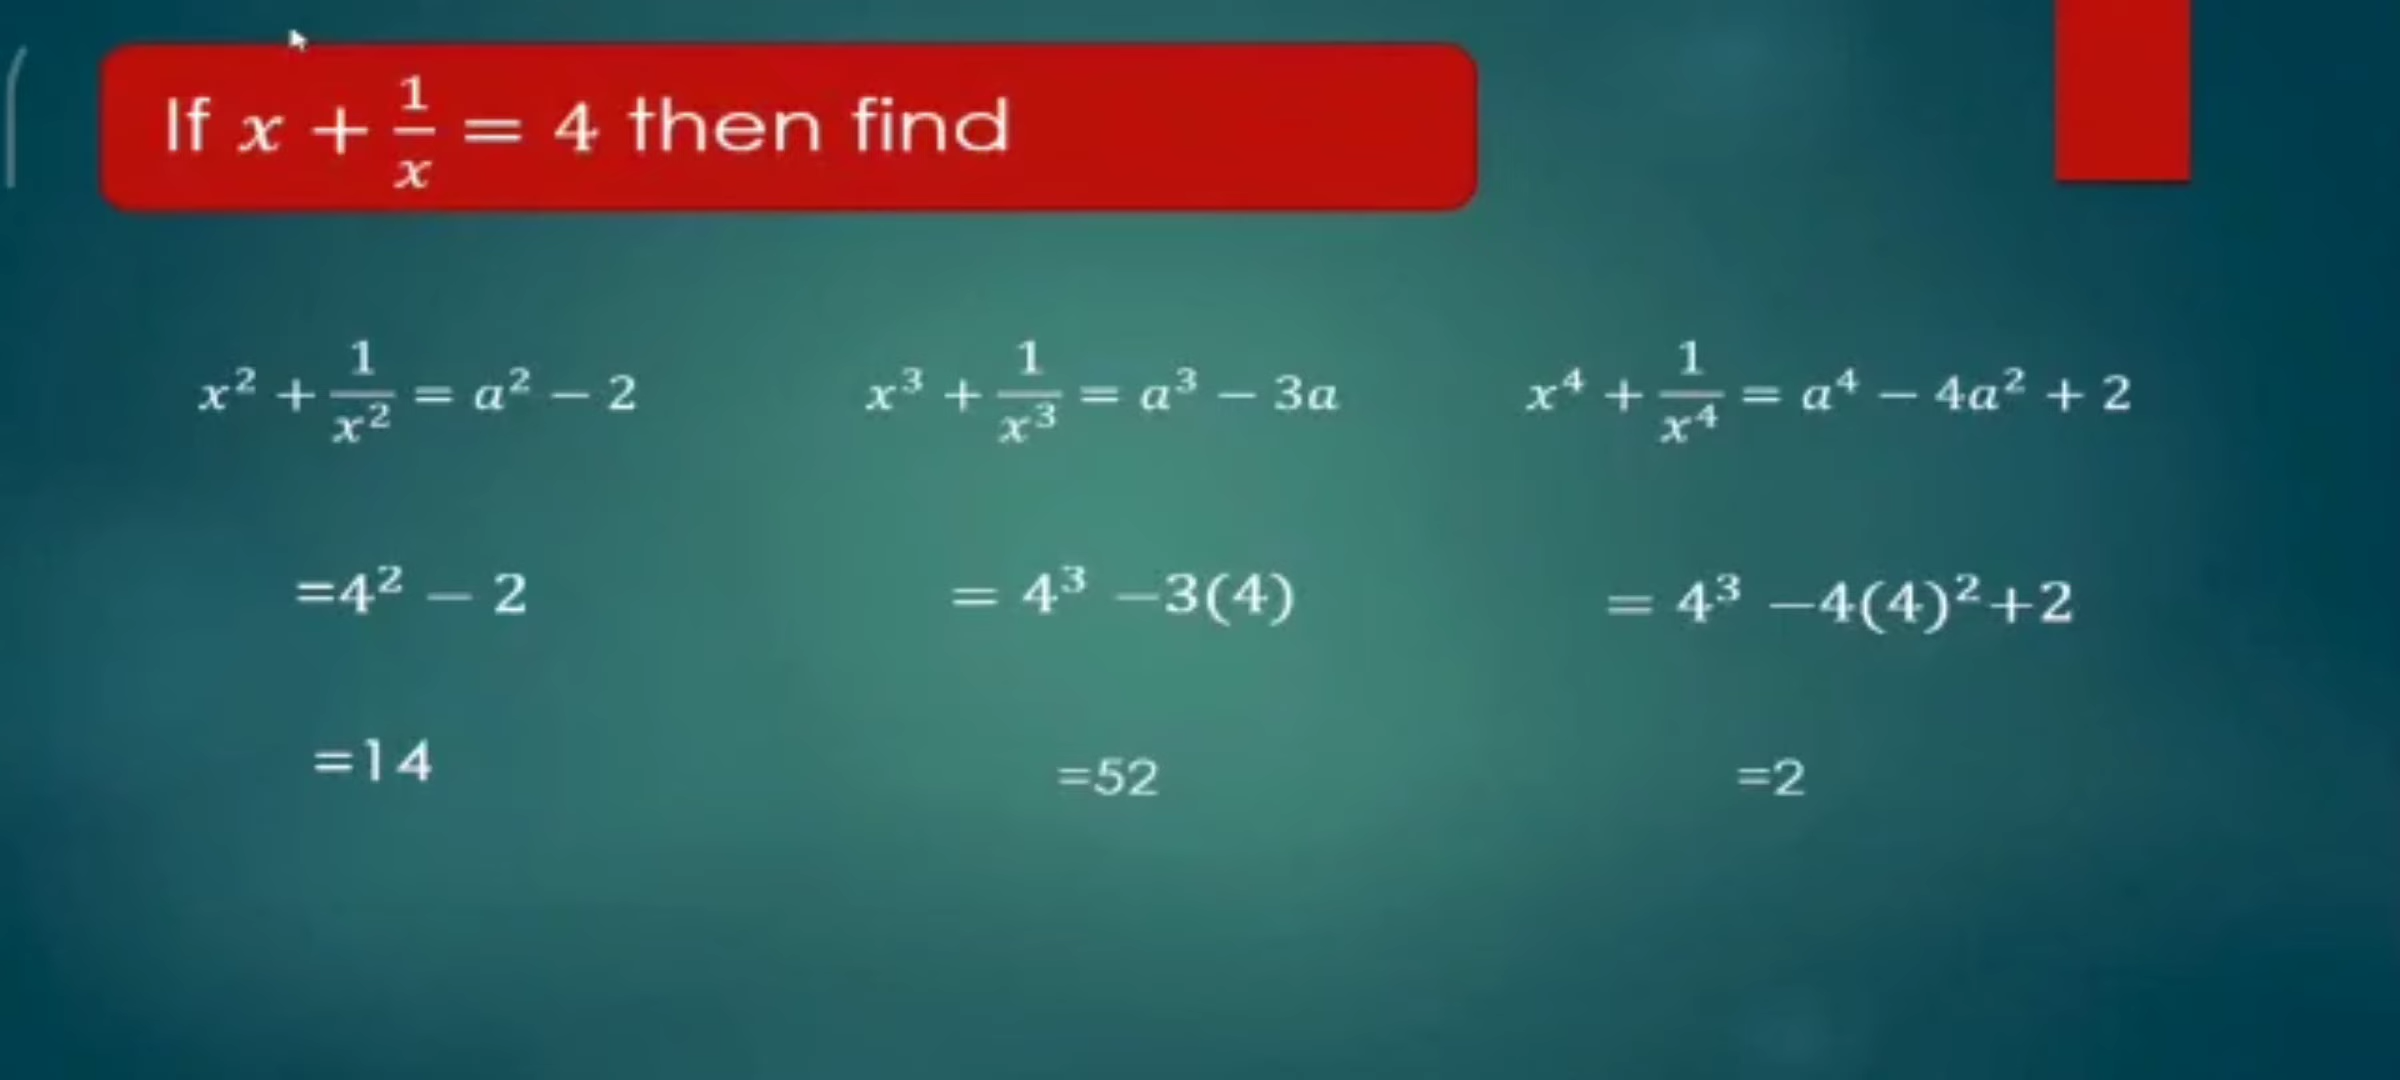 If x + 1/x = 4 then find
x² + 1/x² = a² − 2
=4² − 2
=14
x³ + 1/x³ = a³ − 3a
= 4³ −3(4)
=52
x⁴ + 1/x⁴ = a⁴ − 4a² + 2
= 4³ −4(4)²+2
=2